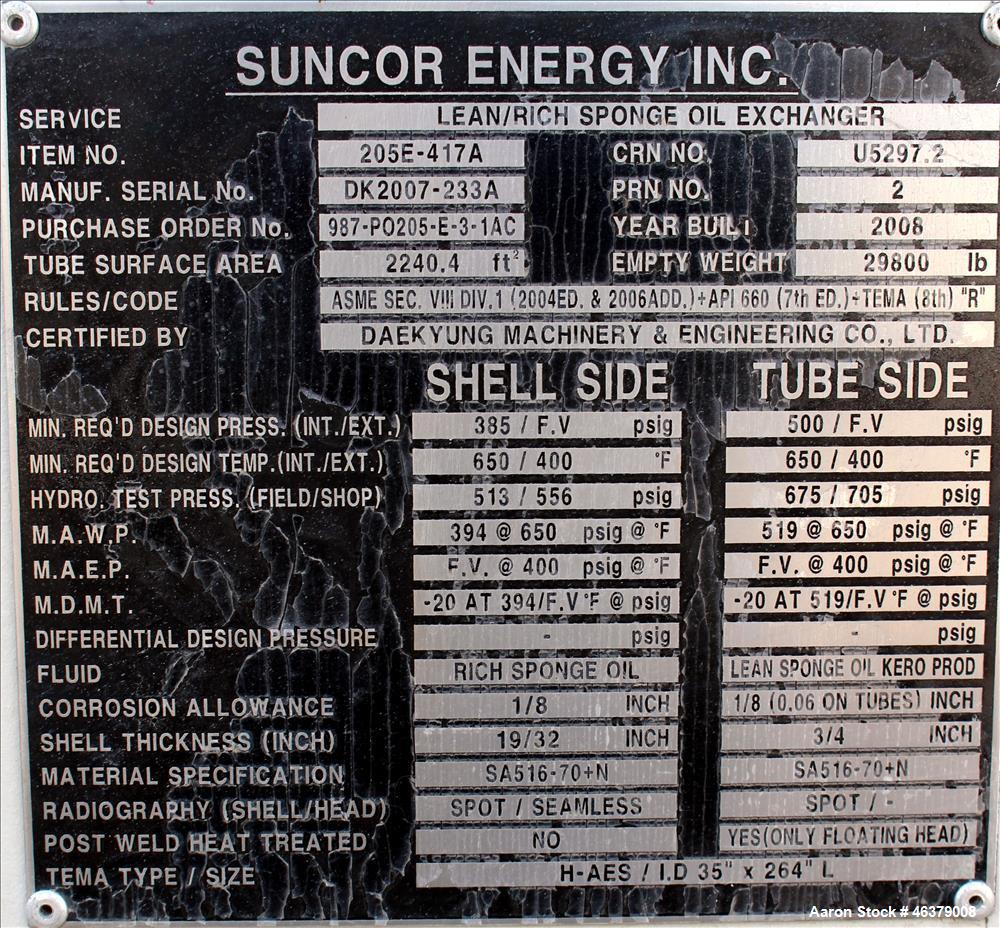 SUNCOR ENERGY INC.
SERVICE LEAN/RICH SPONGE OIL EXCHANGER
ITEM NO. 205E-417A CRN NO. U5297.2
MANUF. SERIAL No. DK2007-233A PRN NO. 2
PURCHASE ORDER No. 987-PO205-E-3-1AC YEAR BUILT 2008
TUBE SURFACE AREA 2240.4 ft² EMPTY WEIGHT 29800 lb
RULES/CODE ASME SEC. VIII DIV.1 (2004ED. & 2006ADD.)+API 660 (7th ED.)+TEMA (8th) "R"
CERTIFIED BY DAEKYUNG MACHINERY & ENGINEERING CO., LTD.
SHELL SIDE TUBE SIDE
MIN. REQ'D DESIGN PRESS. (INT./EXT.) 385 / F.V psig 500 / F.V psig
MIN. REQ'D DESIGN TEMP.(INT./EXT.) 650 / 400 °F 650 / 400 °F
HYDRO. TEST PRESS. (FIELD/SHOP) 513 / 556 psig 675 / 705 psig
M.A.W.P. 394 @ 650 psig @ °F 519 @ 650 psig @ °F
M.A.E.P. F.V. @ 400 psig @ °F F.V. @ 400 psig @ °F
M.D.M.T. -20 AT 394/F.V °F @ psig -20 AT 519/F.V °F @ psig
DIFFERENTIAL DESIGN PRESSURE - psig - psig
FLUID RICH SPONGE OIL LEAN SPONGE OIL KERO PROD
CORROSION ALLOWANCE 1/8 INCH 1/8 (0.06 ON TUBES) INCH
SHELL THICKNESS (INCH) 19/32 INCH 3/4 INCH
MATERIAL SPECIFICATION SA516-70+N SA516-70+N
RADIOGRAPHY (SHELL/HEAD) SPOT / SEAMLESS SPOT / -
POST WELD HEAT TREATED NO YES(ONLY FLOATING HEAD)
TEMA TYPE / SIZE H-AES / I.D 35" x 264" L
Aaron Stock # 46379008